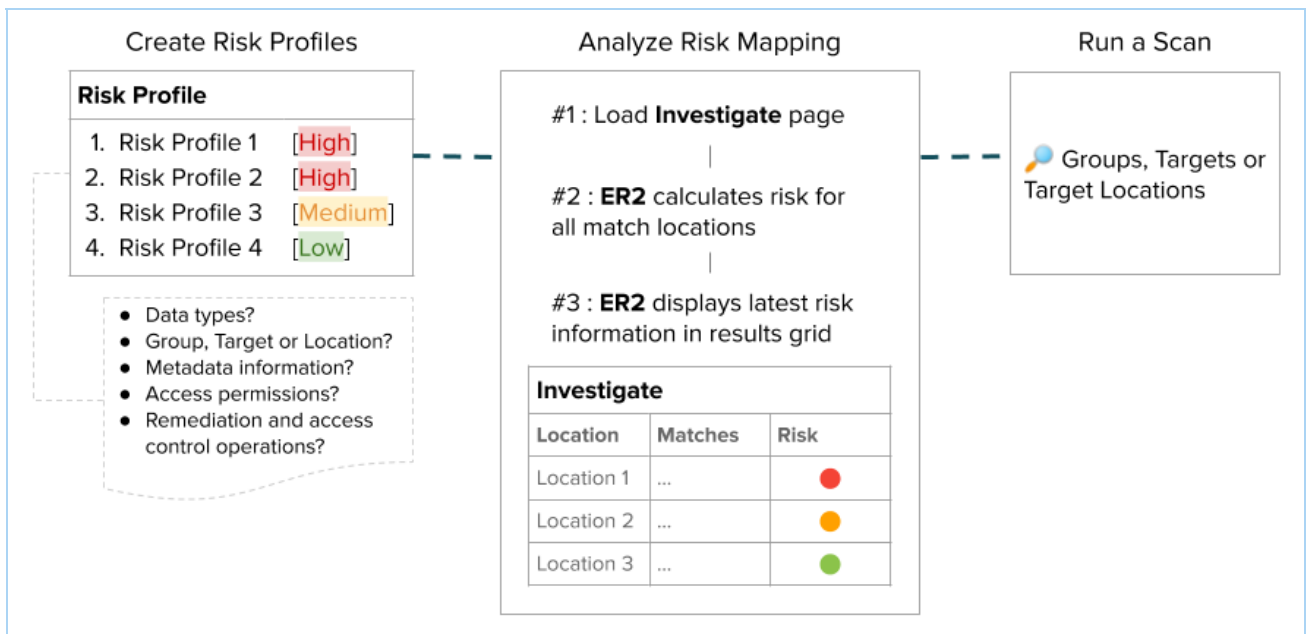 Create Risk Profiles
Risk Profile
1. Risk Profile 1 [High]
2. Risk Profile 2 [High]
3. Risk Profile 3 [Medium]
4. Risk Profile 4 [Low]
● Data types?
● Group, Target or Location?
● Metadata information?
● Access permissions?
● Remediation and access
control operations?
Analyze Risk Mapping
#1 : Load Investigate page
#2 : ER2 calculates risk for
all match locations
#3 : ER2 displays latest risk
information in results grid
Investigate
Location Matches Risk
Location 1 ...
Location 2 ...
Location 3 ...
Run a Scan
Groups, Targets or
Target Locations